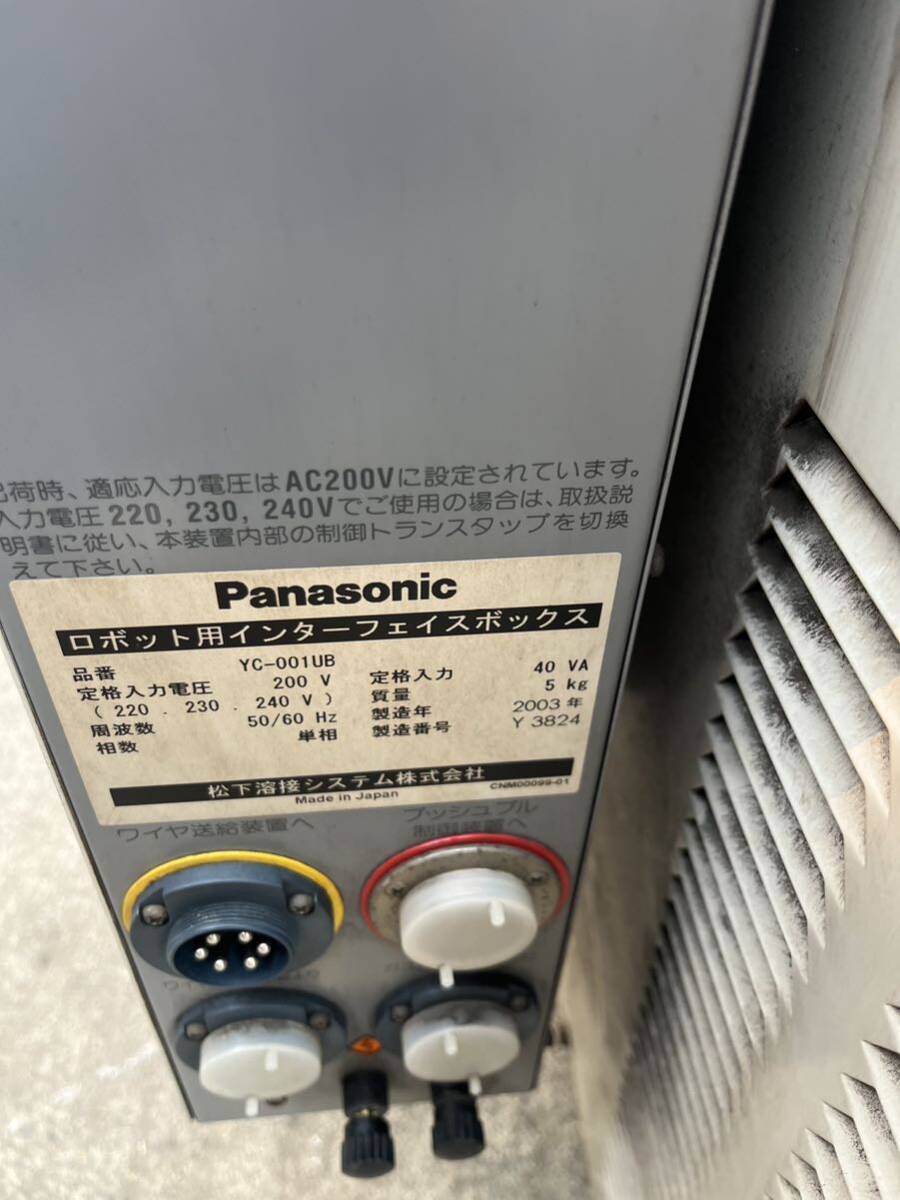 出荷時、適応入力電圧はAC200Vに設定されています。
入力電圧220, 230, 240Vでご使用の場合は、取扱説
明書に従い、本装置内部の制御トランスタップを切換
えて下さい。
Panasonic
ロボット用インターフェイスボックス
品番 YC-001UB 定格入力 40 VA
定格入力電圧 200 V 質量 5 kg
( 220 . 230 . 240 V ) 製造年 2003 年
周波数 50/60 Hz 製造番号 Y 3824
相数 単相
松下溶接システム株式会社
CNM00099-01
Made in Japan
ワイヤ送給装置へ
プッシュプル
制御装置へ